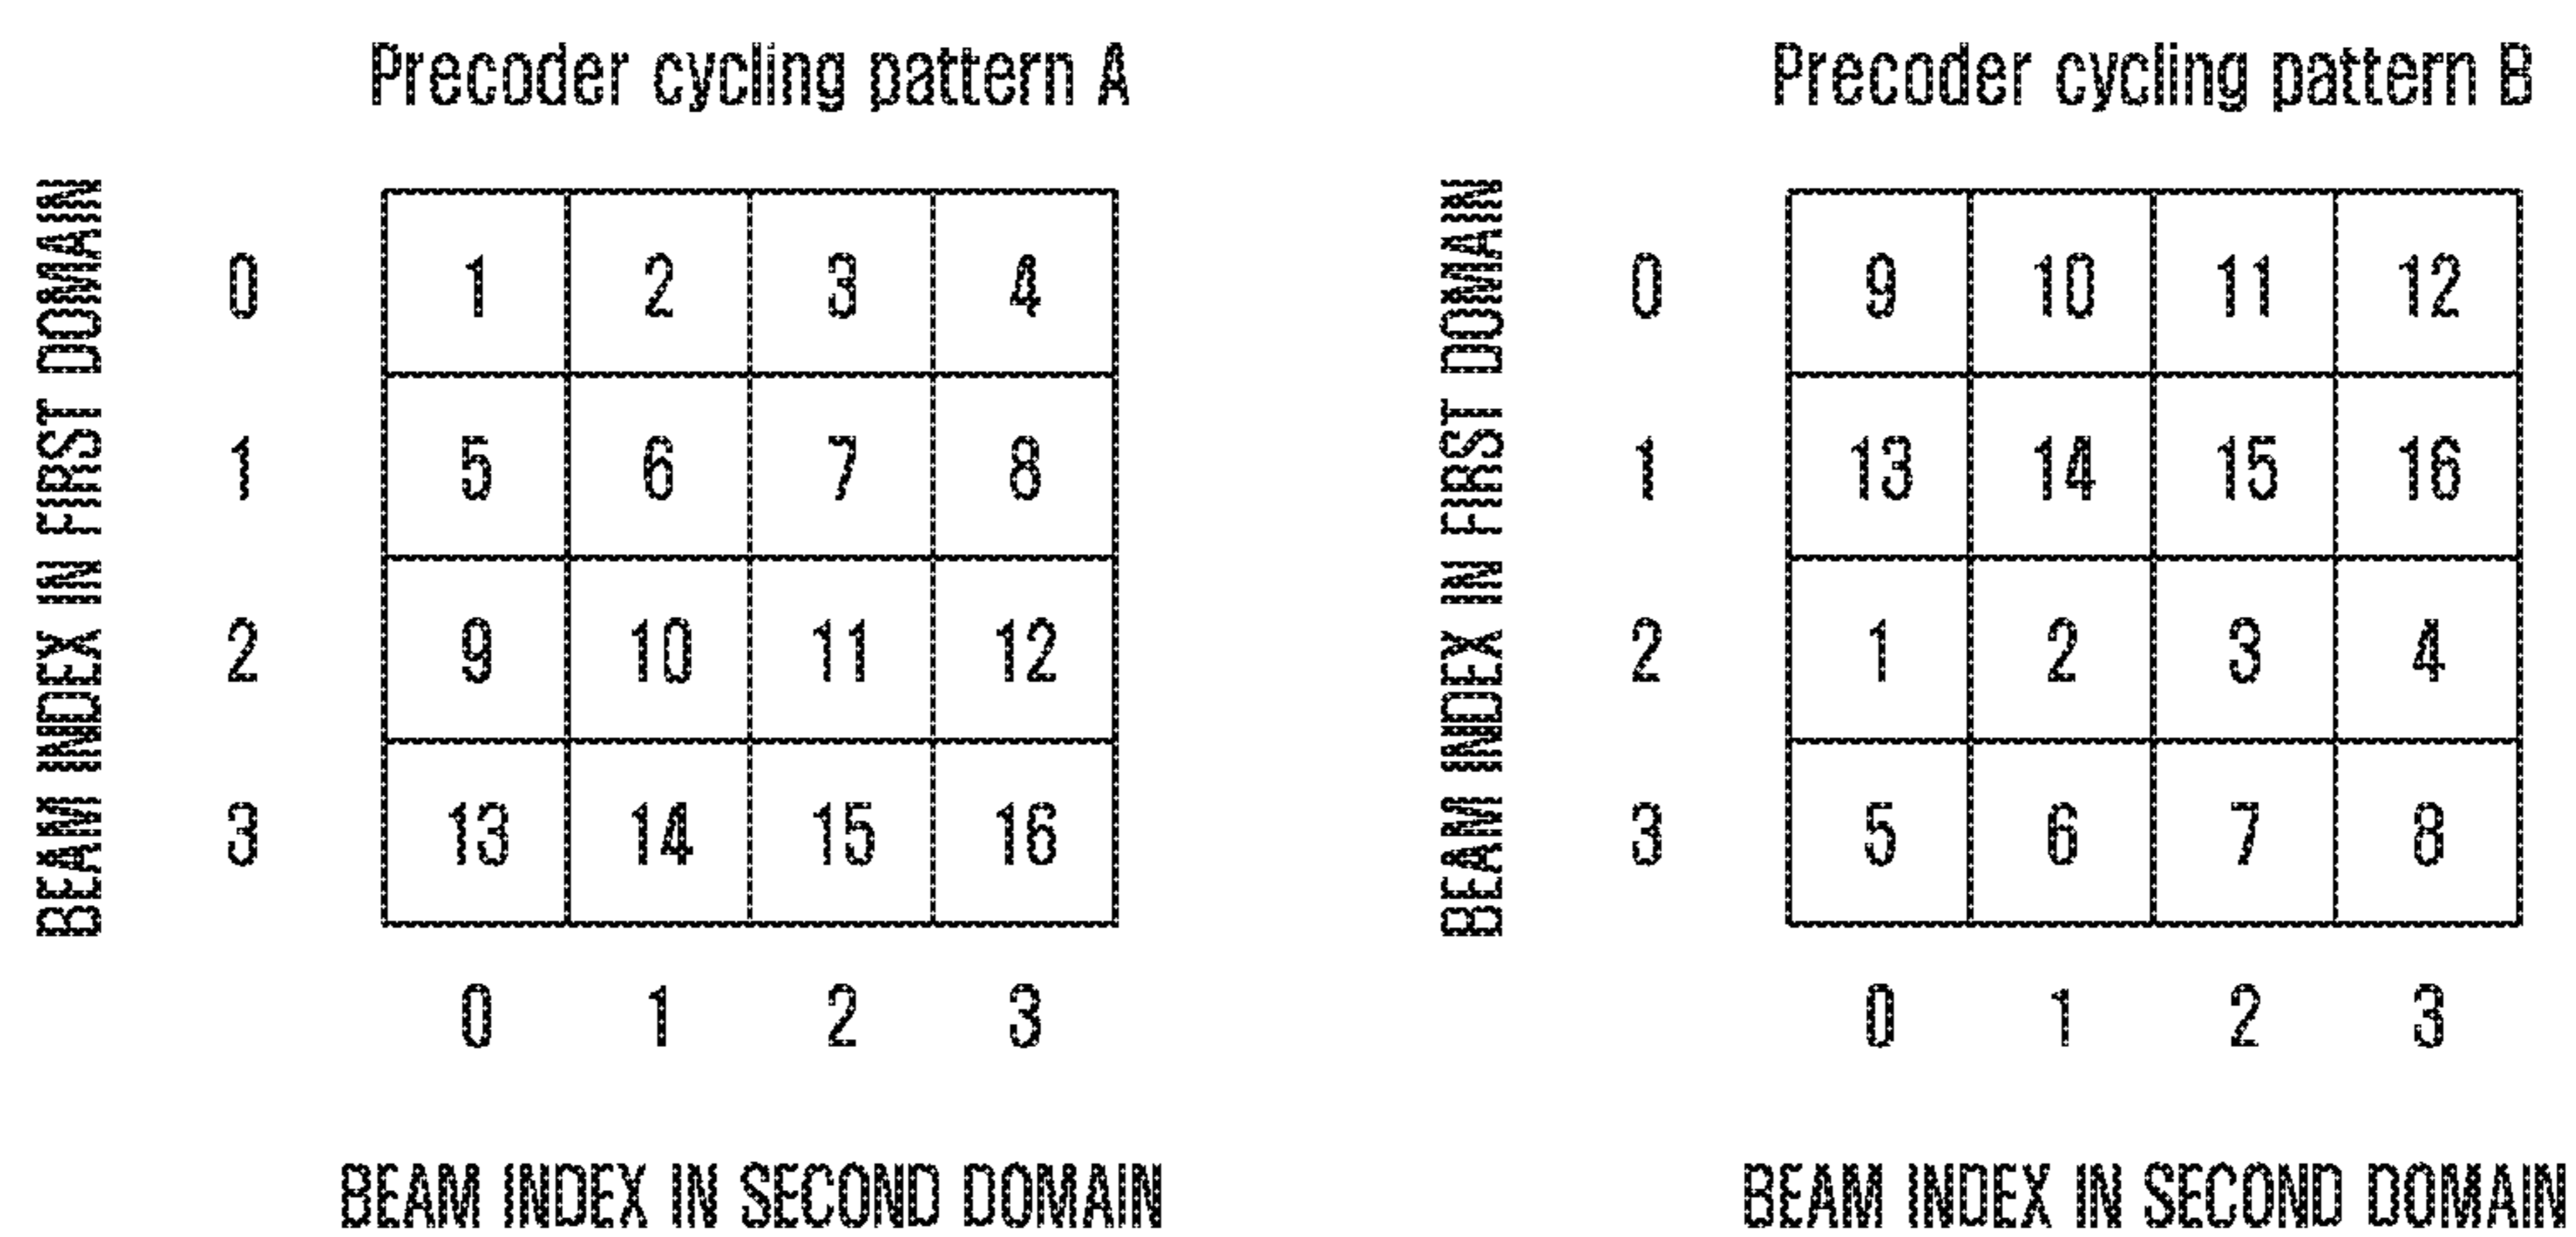 Precoder cycling pattern A
BEAM INDEX IN FIRST DOMAIN
0 1 2 3 4
1 5 6 7 8
2 9 10 11 12
3 13 14 15 16
0 1 2 3
BEAM INDEX IN SECOND DOMAIN
Precoder cycling pattern B
BEAM INDEX IN FIRST DOMAIN
0 9 10 11 12
1 13 14 15 16
2 1 2 3 4
3 5 6 7 8
0 1 2 3
BEAM INDEX IN SECOND DOMAIN